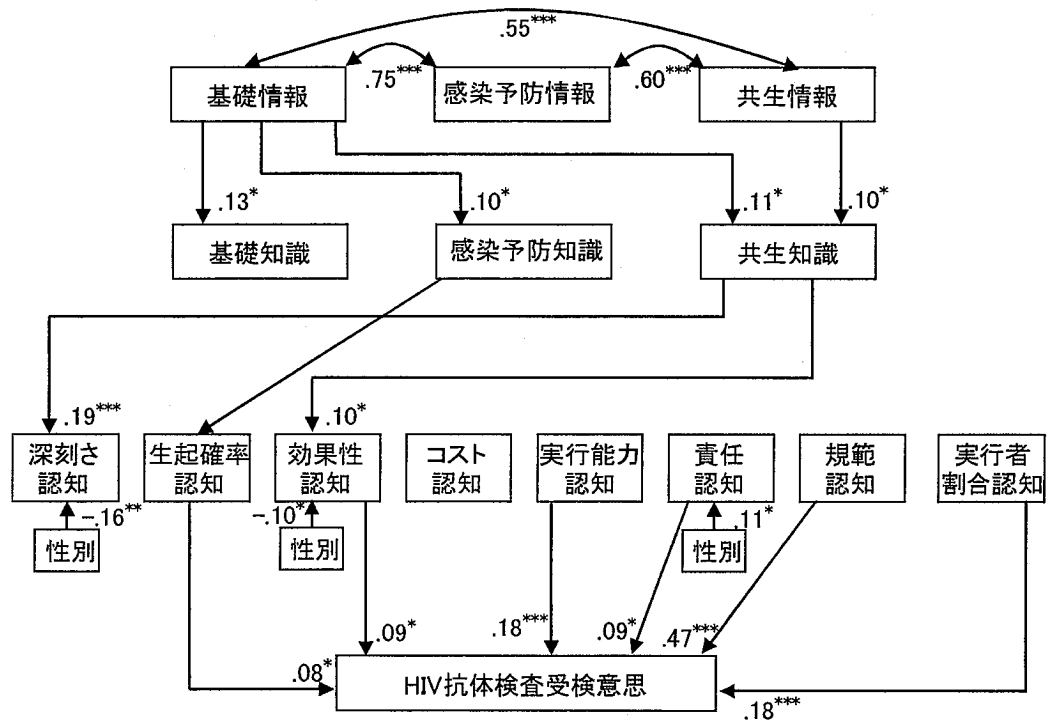 .55***
.75***
.60***
基礎情報
感染予防情報
共生情報
.13*
.10*
.11*
.10*
基礎知識
感染予防知識
共生知識
.19***
.10*
深刻さ
認知
生起確率
認知
効果性
認知
コスト
認知
実行能力
認知
責任
認知
規範
認知
実行者
割合認知
-.16**
-.10*
.11*
性別
性別
性別
.09*
.18***
.09*
.47***
.08*
HIV抗体検査受検意思
.18***